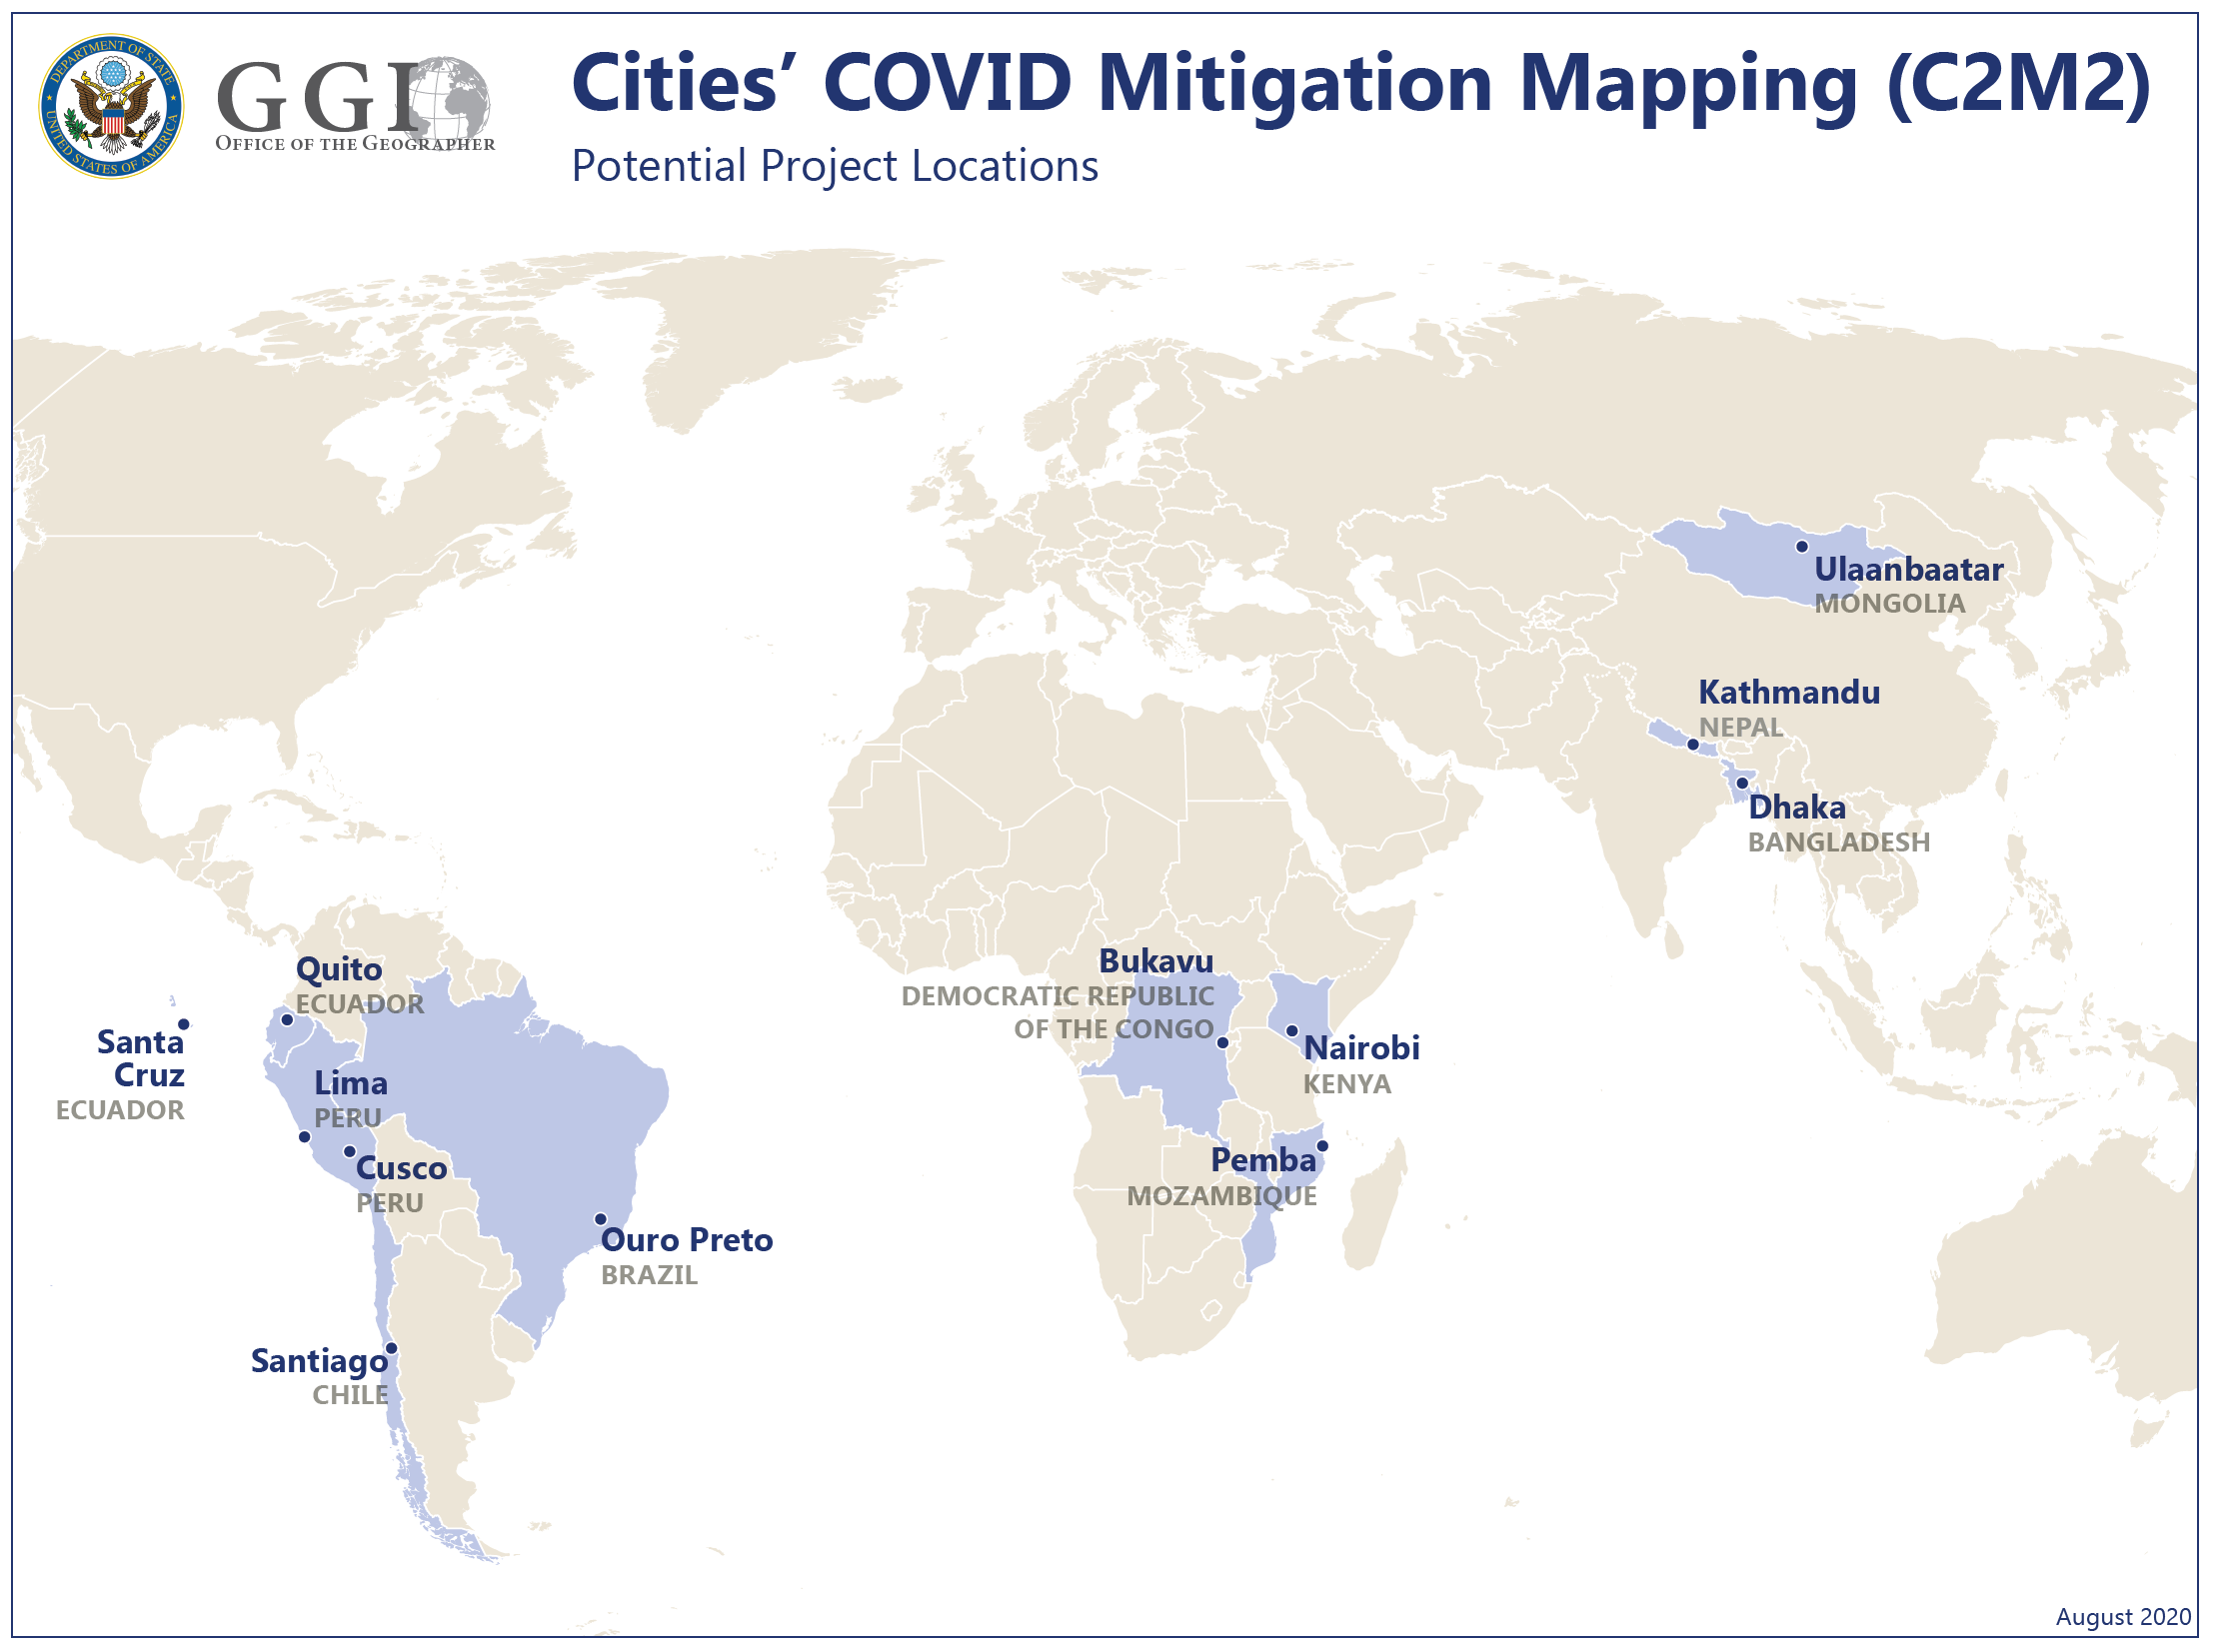 DEPARTMENT OF STATE
UNITED STATES OF AMERICA
GGI
OFFICE OF THE GEOGRAPHER
Cities’ COVID Mitigation Mapping (C2M2)
Potential Project Locations
Ulaanbaatar
MONGOLIA
Kathmandu
NEPAL
Dhaka
BANGLADESH
Quito
ECUADOR
Santa
Cruz
ECUADOR
Lima
PERU
Cusco
PERU
Ouro Preto
BRAZIL
Santiago
CHILE
Bukavu
DEMOCRATIC REPUBLIC
OF THE CONGO
Nairobi
KENYA
Pemba
MOZAMBIQUE
August 2020